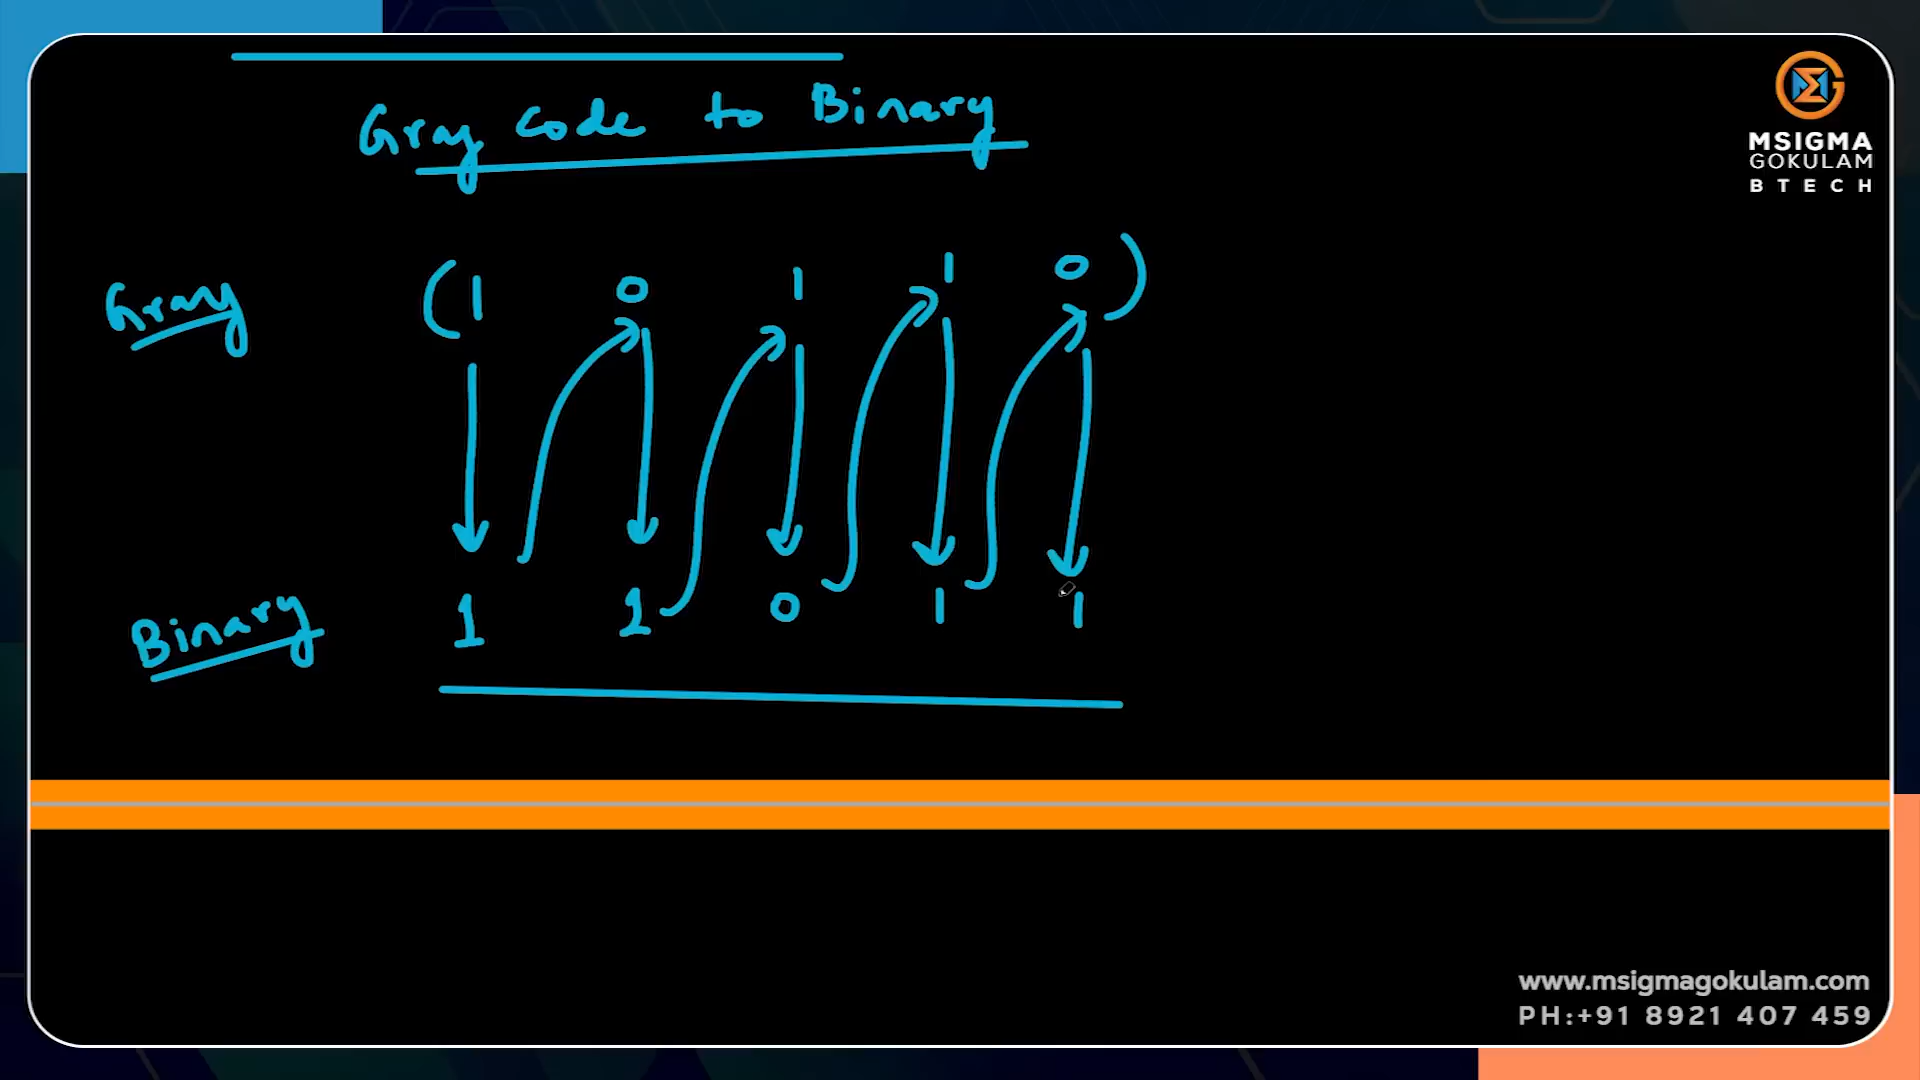 MSIGMA
GOKULAM
BTECH
Gray Code to Binary
Gray (1 0 1 1 0)
Binary 1 1 0 1 1
www.msigmagokulam.com
PH:+91 8921 407 459